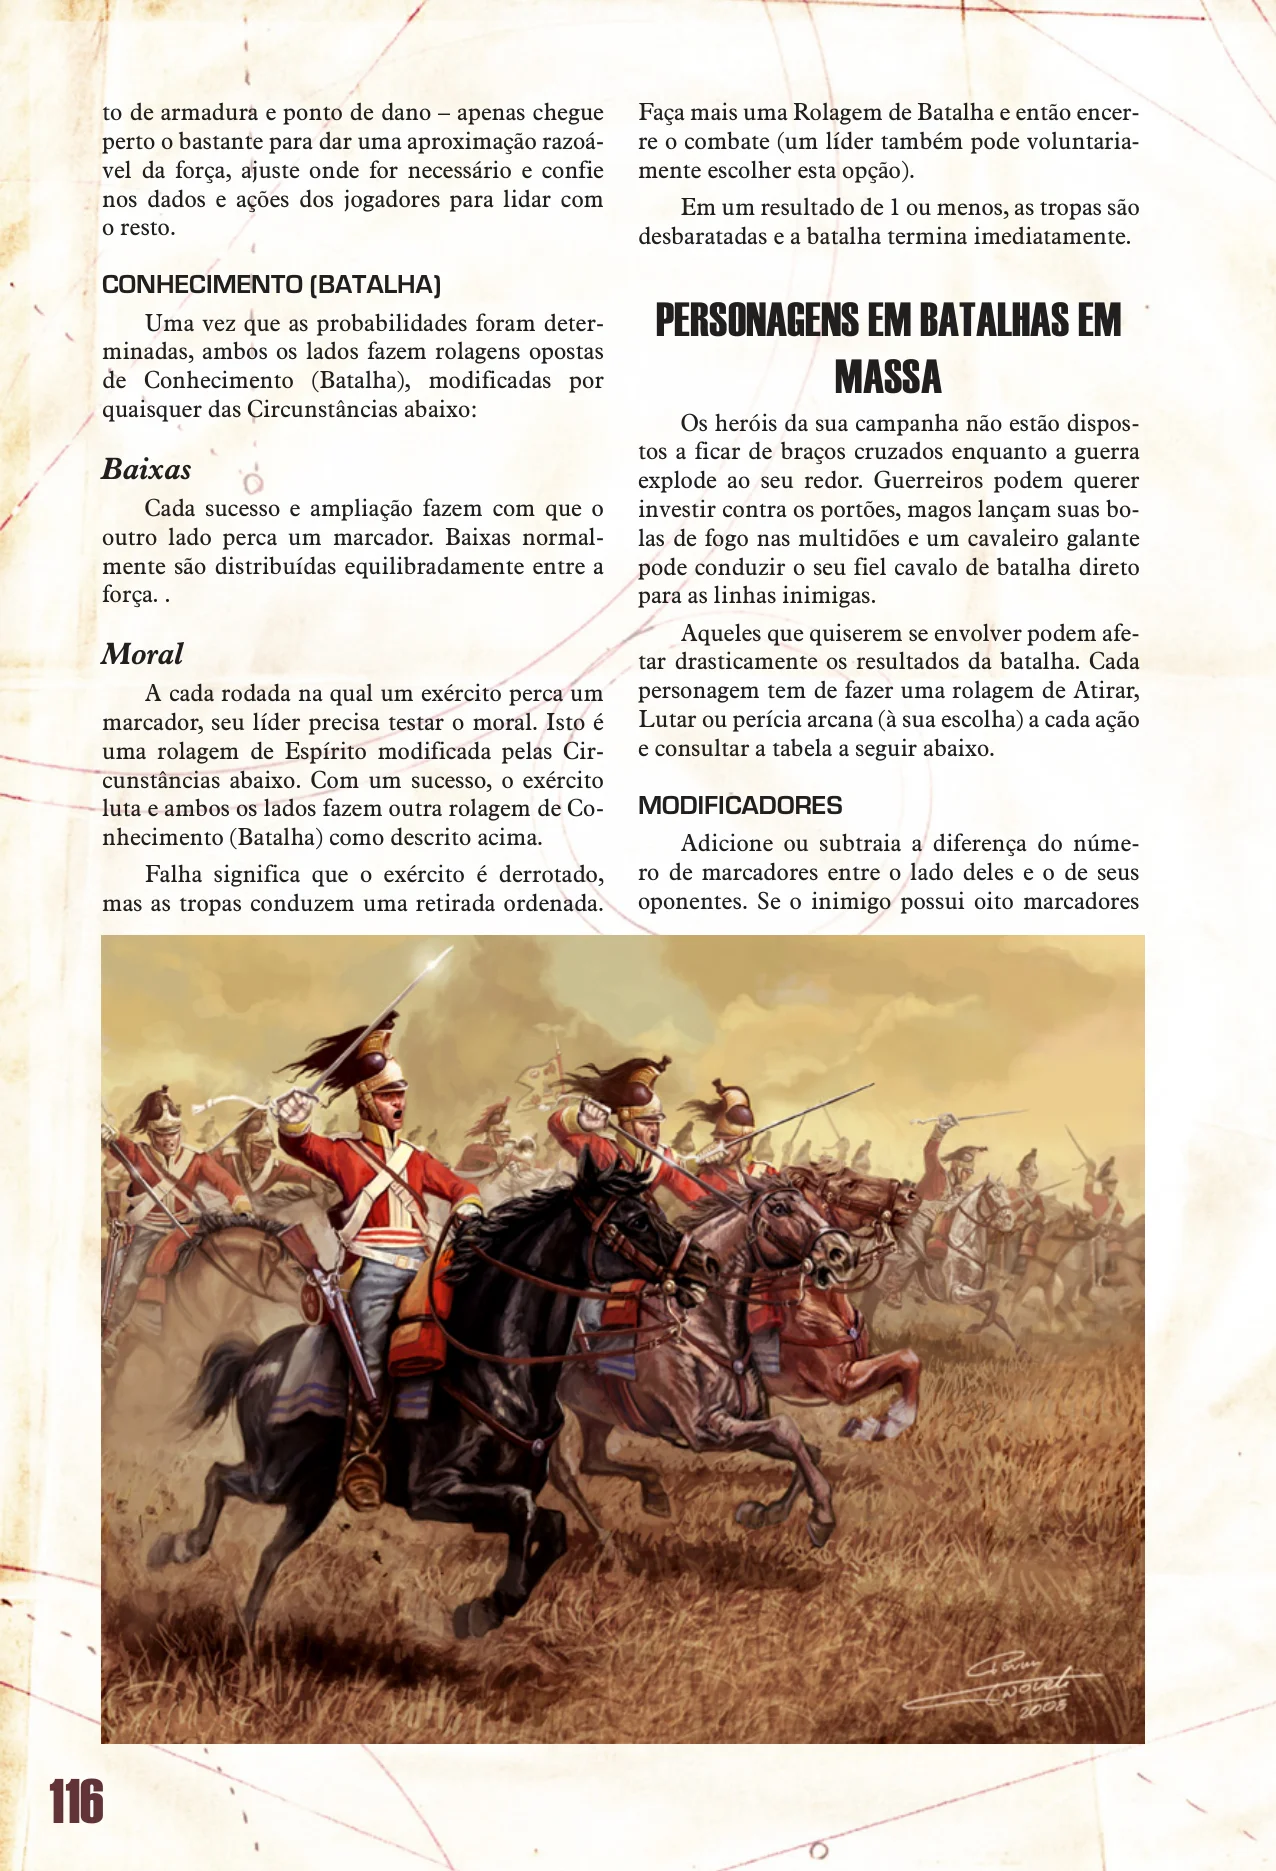 to de armadura e ponto de dano – apenas chegue
perto o bastante para dar uma aproximação razoá-
vel da força, ajuste onde for necessário e confie
nos dados e ações dos jogadores para lidar com
o resto.
CONHECIMENTO (BATALHA)
Uma vez que as probabilidades foram deter-
minadas, ambos os lados fazem rolagens opostas
de Conhecimento (Batalha), modificadas por
quaisquer das Circunstâncias abaixo:
Baixas
Cada sucesso e ampliação fazem com que o
outro lado perca um marcador. Baixas normal-
mente são distribuídas equilibradamente entre a
força. .
Moral
A cada rodada na qual um exército perca um
marcador, seu líder precisa testar o moral. Isto é
uma rolagem de Espírito modificada pelas Cir-
cunstâncias abaixo. Com um sucesso, o exército
luta e ambos os lados fazem outra rolagem de Co-
nhecimento (Batalha) como descrito acima.
Falha significa que o exército é derrotado,
mas as tropas conduzem uma retirada ordenada.
Faça mais uma Rolagem de Batalha e então encer-
re o combate (um líder também pode voluntaria-
mente escolher esta opção).
Em um resultado de 1 ou menos, as tropas são
desbaratadas e a batalha termina imediatamente.
PERSONAGENS EM BATALHAS EM
MASSA
Os heróis da sua campanha não estão dispos-
tos a ficar de braços cruzados enquanto a guerra
explode ao seu redor. Guerreiros podem querer
investir contra os portões, magos lançam suas bo-
las de fogo nas multidões e um cavaleiro galante
pode conduzir o seu fiel cavalo de batalha direto
para as linhas inimigas.
Aqueles que quiserem se envolver podem afe-
tar drasticamente os resultados da batalha. Cada
personagem tem de fazer uma rolagem de Atirar,
Lutar ou perícia arcana (à sua escolha) a cada ação
e consultar a tabela a seguir abaixo.
MODIFICADORES
Adicione ou subtraia a diferença do núme-
ro de marcadores entre o lado deles e o de seus
oponentes. Se o inimigo possui oito marcadores
2008
116